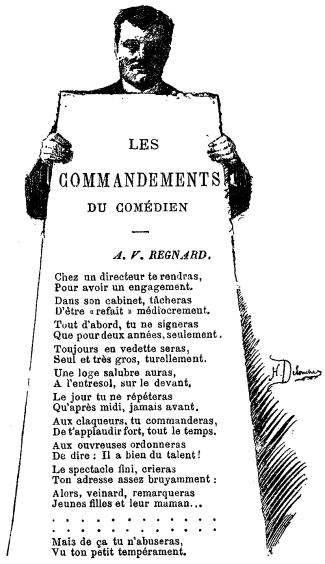 LES
COMMANDEMENTS
DU COMÉDIEN
A. V. REGNARD.
Chez un directeur te rendras,
Pour avoir un engagement.
Dans son cabinet, tâcheras
D'être « refait » médiocrement.
Tout d'abord, tu ne signeras
Que pour deux années, seulement.
Toujours en vedette seras,
Seul et très gros, turellement.
Une loge salubre auras,
A l'entresol, sur le devant,
Le jour tu ne répéteras
Qu'après midi, jamais avant.
Aux claqueurs, tu commanderas,
De t'applaudir fort, tout le temps.
Aux ouvreuses ordonneras
De dire : Il a bien du talent !
Le spectacle fini, crieras
Ton adresse assez bruyamment :
Alors, veinard, remarqueras
Jeunes filles et leur maman...
. . . . . . . . . . . . .
. . . . . . . . . . . . .
Mais de ça tu n'abuseras,
Vu ton petit tempérament.